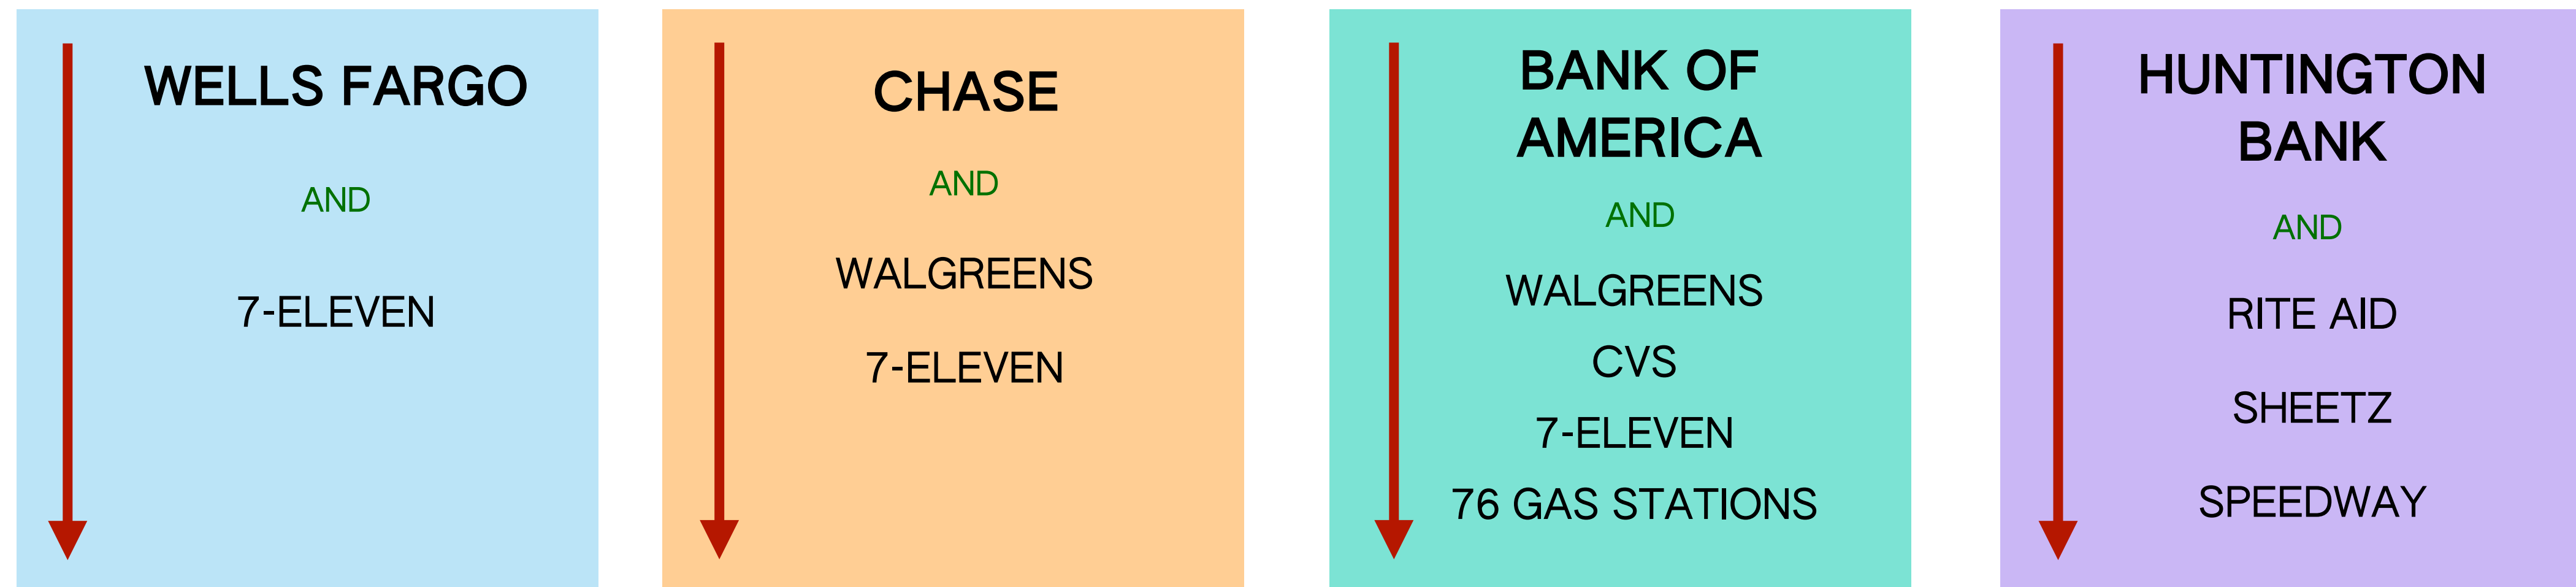 WELLS FARGO
AND
7-ELEVEN
CHASE
AND
WALGREENS
7-ELEVEN
BANK OF
AMERICA
AND
WALGREENS
CVS
7-ELEVEN
76 GAS STATIONS
HUNTINGTON
BANK
AND
RITE AID
SHEETZ
SPEEDWAY